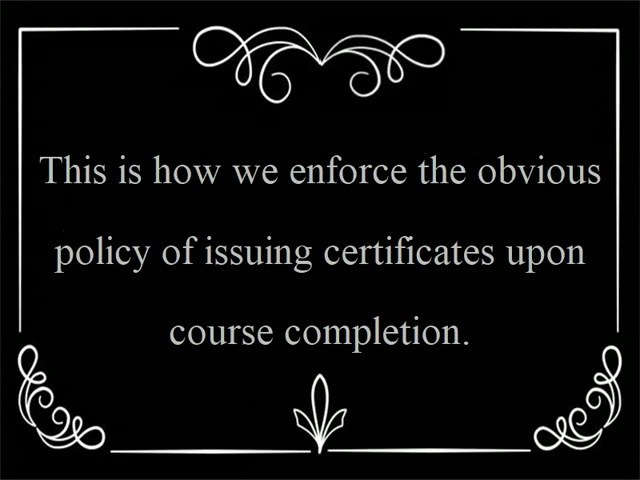 This is how we enforce the obvious
policy of issuing certificates upon
course completion.